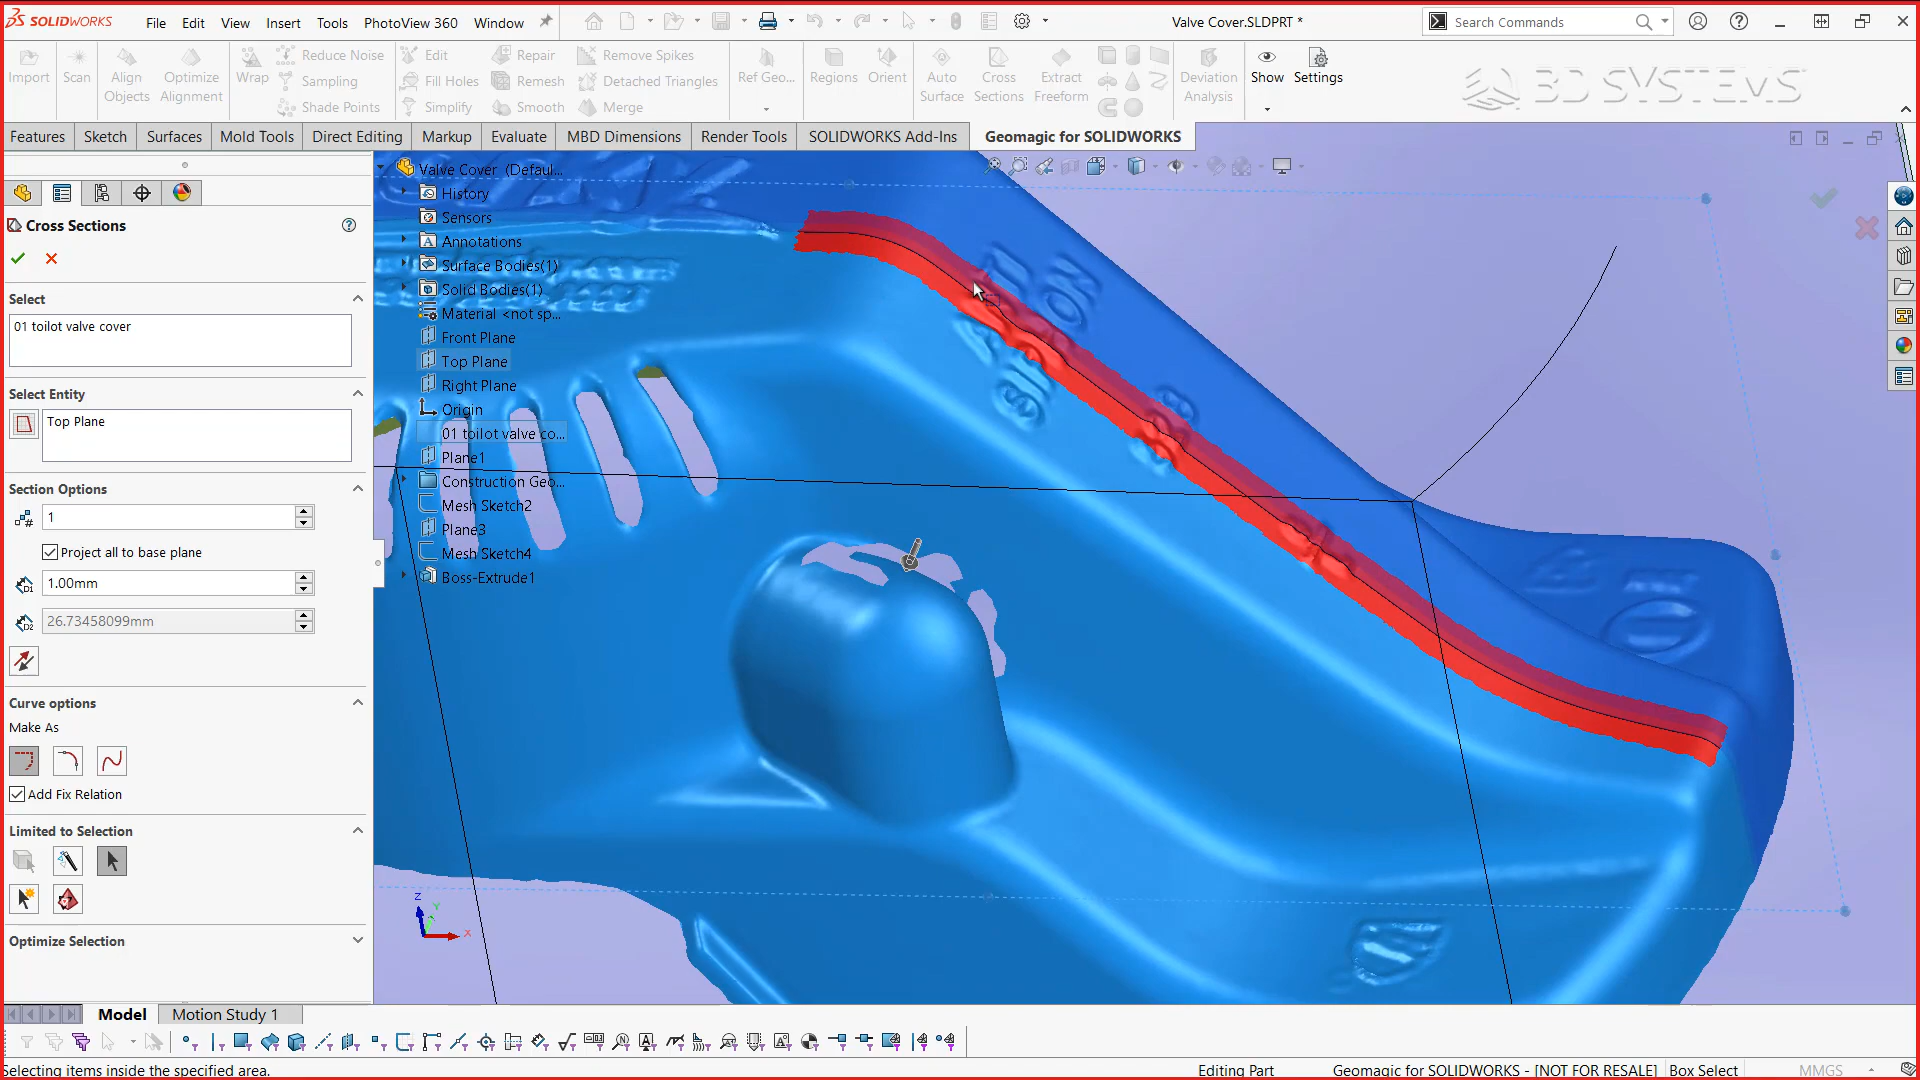 SOLIDWORKS File Edit View Insert Tools PhotoView 360 Window Valve Cover.SLDPRT * Search Commands
Import Scan Align Objects Optimize Alignment Wrap Reduce Noise Sampling Shade Points Edit Fill Holes Simplify Repair Remesh Smooth Remove Spikes Detached Triangles Merge Ref Geo... Regions Orient Auto Surface Cross Sections Extract Freeform Deviation Analysis Show Settings 3D SYSTEMS
Features Sketch Surfaces Mold Tools Direct Editing Markup Evaluate MBD Dimensions Render Tools SOLIDWORKS Add-Ins Geomagic for SOLIDWORKS
Cross Sections
Select
01 toilot valve cover
Select Entity
Top Plane
Section Options
1
Project all to base plane
1.00mm
26.73458099mm
Curve options
Make As
Add Fix Relation
Limited to Selection
Optimize Selection
Valve Cover (Defaul...
History
Sensors
Annotations
Surface Bodies(1)
Solid Bodies(1)
Material <not sp...
Front Plane
Top Plane
Right Plane
Origin
01 toilot valve co...
Plane1
Construction Geo...
Mesh Sketch2
Plane3
Mesh Sketch4
Boss-Extrude1
Z
Y
X
Model Motion Study 1
Selecting items inside the specified area. Editing Part Geomagic for SOLIDWORKS - [NOT FOR RESALE] Box Select MMGS